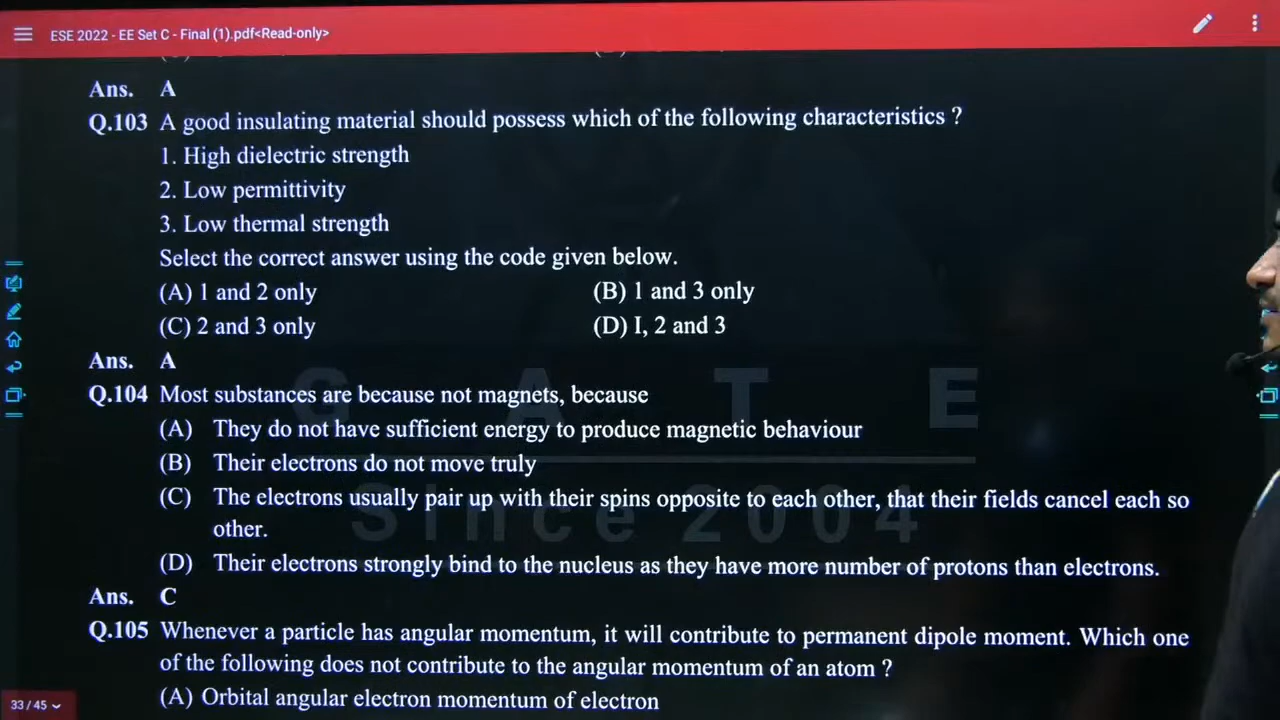 ESE 2022 - EE Set C - Final (1).pdf<Read-only>
Ans. A
Q.103 A good insulating material should possess which of the following characteristics ?
1. High dielectric strength
2. Low permittivity
3. Low thermal strength
Select the correct answer using the code given below.
(A) 1 and 2 only (B) 1 and 3 only
(C) 2 and 3 only (D) I, 2 and 3
Ans. A
G A T E
Q.104 Most substances are because not magnets, because
(A) They do not have sufficient energy to produce magnetic behaviour
(B) Their electrons do not move truly
(C) The electrons usually pair up with their spins opposite to each other, that their fields cancel each so
other.
Since 2004
(D) Their electrons strongly bind to the nucleus as they have more number of protons than electrons.
Ans. C
Q.105 Whenever a particle has angular momentum, it will contribute to permanent dipole moment. Which one
of the following does not contribute to the angular momentum of an atom ?
(A) Orbital angular electron momentum of electron
33 / 45